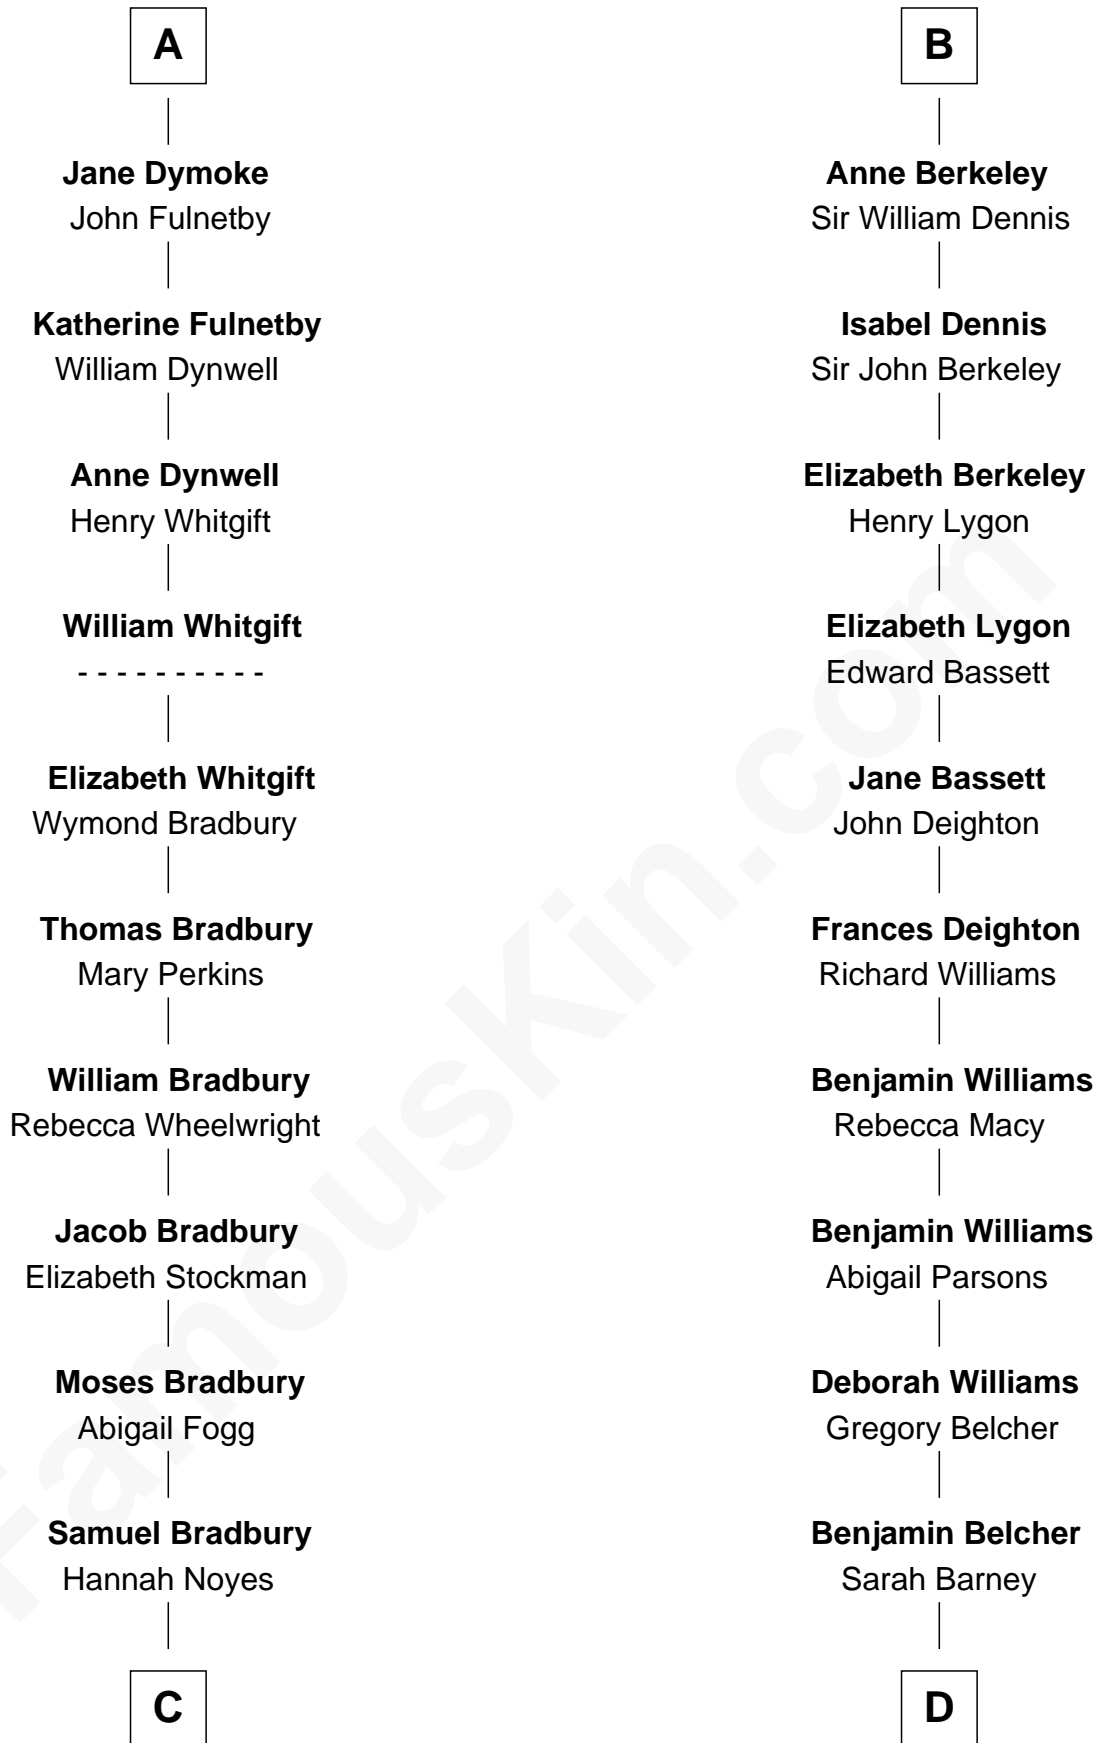 A
Jane Dymoke
John Fulnetby
Katherine Fulnetby
William Dynwell
Anne Dynwell
Henry Whitgift
William Whitgift
- - - - - - - - - -
Elizabeth Whitgift
Wymond Bradbury
Thomas Bradbury
Mary Perkins
William Bradbury
Rebecca Wheelwright
Jacob Bradbury
Elizabeth Stockman
Moses Bradbury
Abigail Fogg
Samuel Bradbury
Hannah Noyes
C
B
Anne Berkeley
Sir William Dennis
Isabel Dennis
Sir John Berkeley
Elizabeth Berkeley
Henry Lygon
Elizabeth Lygon
Edward Bassett
Jane Bassett
John Deighton
Frances Deighton
Richard Williams
Benjamin Williams
Rebecca Macy
Benjamin Williams
Abigail Parsons
Deborah Williams
Gregory Belcher
Benjamin Belcher
Sarah Barney
D
FamousKin.com